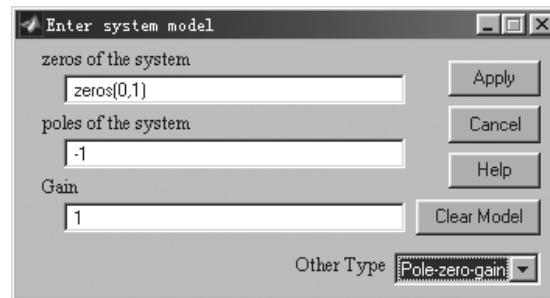 Enter system model
zeros of the system
zeros(0,1)
Apply
poles of the system
Cancel
-1
Help
Gain
1
Clear Model
Other Type Pole-zero-gain